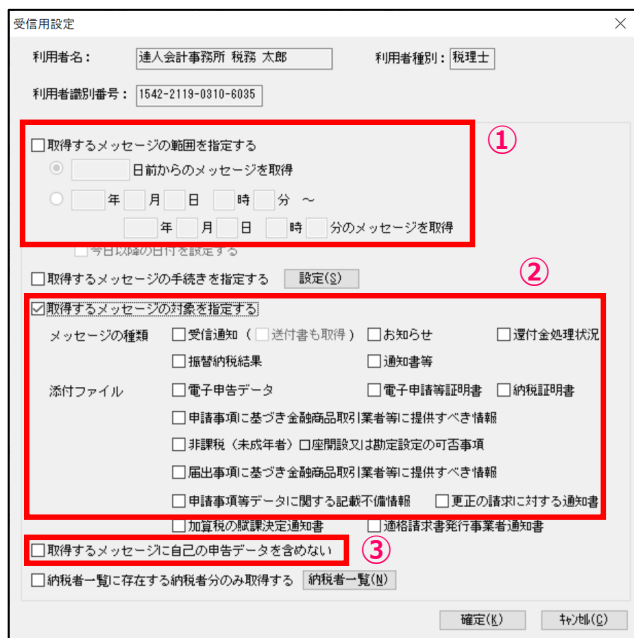 受信用設定
利用者名: 達人会計事務所 税務 太郎 利用者種別: 税理士
利用者識別番号: 1542-2119-0310-6035
①
取得するメッセージの範囲を指定する
日前からのメッセージを取得
年 月 日 時 分 ～
年 月 日 時 分のメッセージを取得
今日以降の日付を設定する
取得するメッセージの手続きを指定する 設定(S)
②
取得するメッセージの対象を指定する
メッセージの種類 受信通知 ( 送付書も取得 ) お知らせ 還付金処理状況
振替納税結果 通知書等
添付ファイル 電子申告データ 電子申請等証明書 納税証明書
申請事項に基づき金融商品取引業者等に提供すべき情報
非課税(未成年者)口座開設又は勘定設定の可否事項
届出事項に基づき金融商品取引業者等に提供すべき情報
申請事項等データに関する記載不備情報 更正の請求に対する通知書
加算税の賦課決定通知書 適格請求書発行事業者通知書
取得するメッセージに自己の申告データを含めない ③
納税者一覧に存在する納税者分のみ取得する 納税者一覧(N)
確定(K) ｷｬﾝｾﾙ(C)